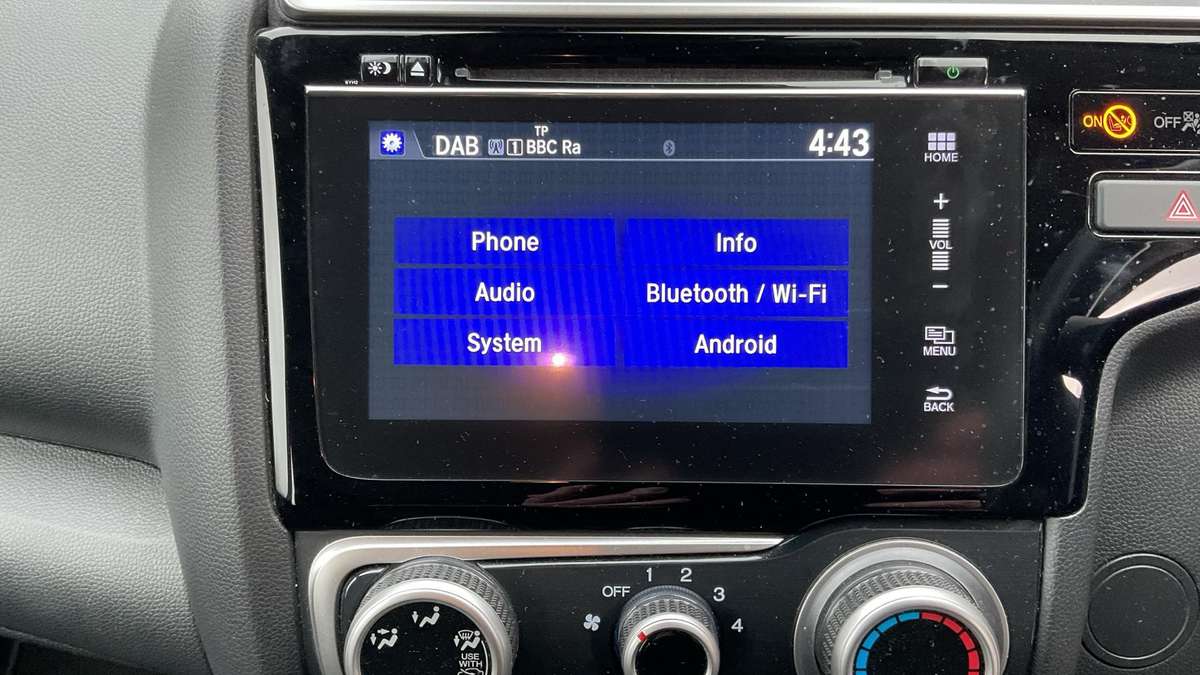 TP
DAB 1 BBC Ra
4:43
HOME
ON
OFF
Phone
Info
+
VOL
-
Audio
Bluetooth / Wi-Fi
System
Android
MENU
BACK
OFF 1 2 3 4
USE
WITH